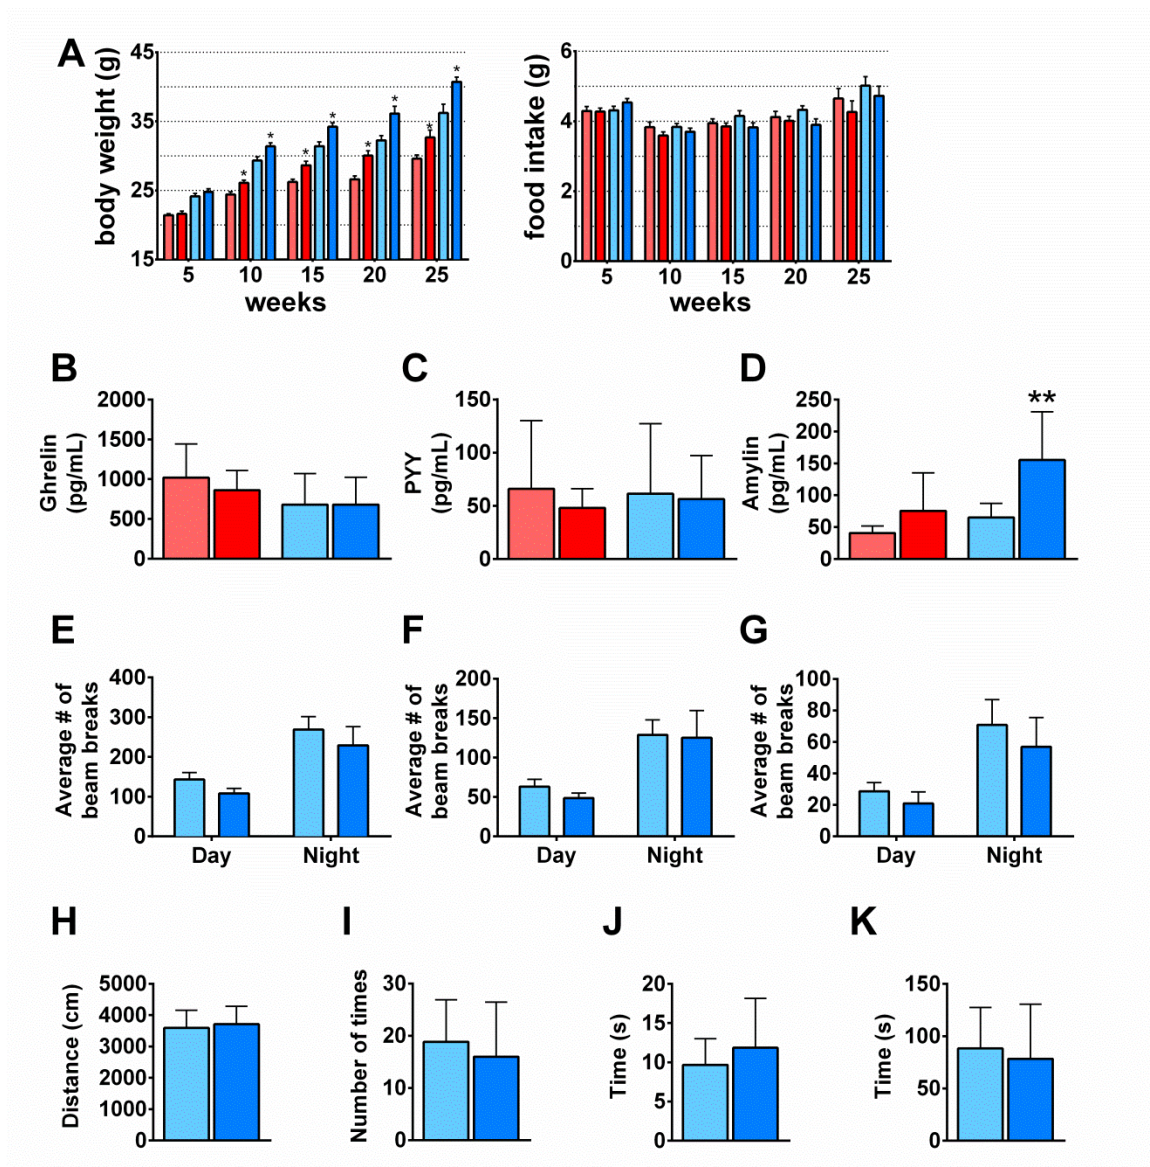 A
body weight (g)
45
35
25
15
* * * * * * * *
5 10 15 20 25
weeks
food intake (g)
6
4
2
0
5 10 15 20 25
weeks
B
Ghrelin
(pg/mL)
2000
1500
1000
500
0
C
PYY
(pg/mL)
150
100
50
0
D
Amylin
(pg/mL)
250
200
150
100
50
0
**
E
Average # of
beam breaks
400
300
200
100
0
Day Night
F
Average # of
beam breaks
200
150
100
50
0
Day Night
G
Average # of
beam breaks
100
80
60
40
20
0
Day Night
H
Distance (cm)
5000
4000
3000
2000
1000
0
I
Number of times
30
20
10
0
J
Time (s)
20
15
10
5
0
K
Time (s)
150
100
50
0